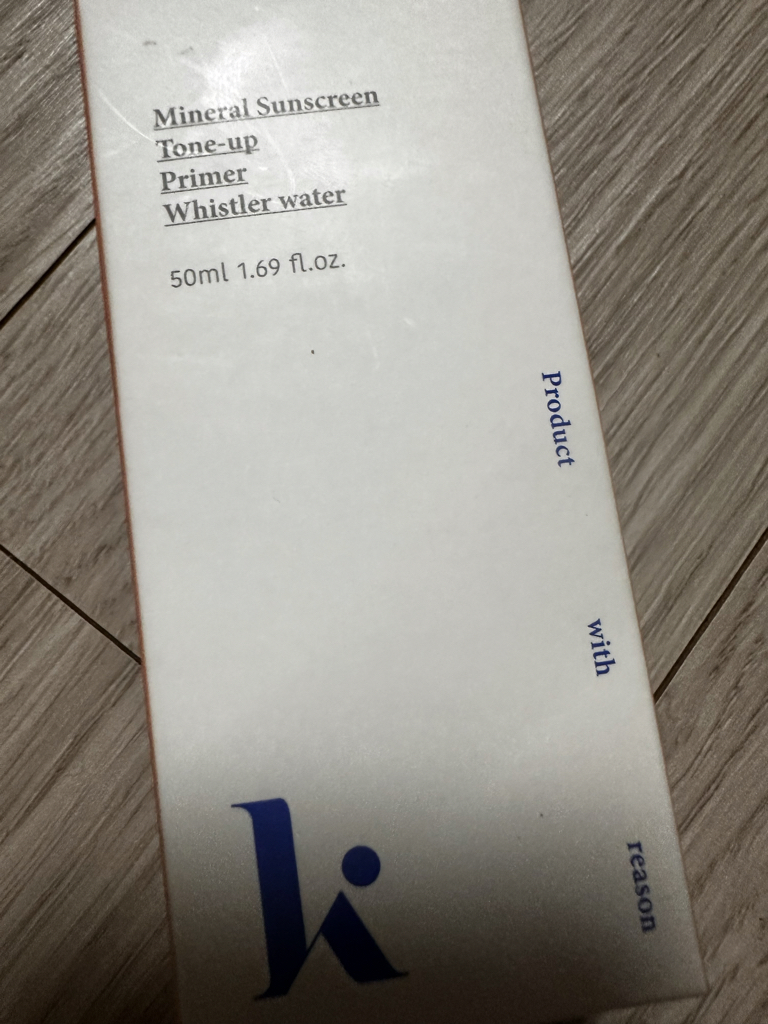 Mineral Sunscreen
Tone-up
Primer
Whistler water
50ml 1.69 fl.oz.
Product
with
reason
k